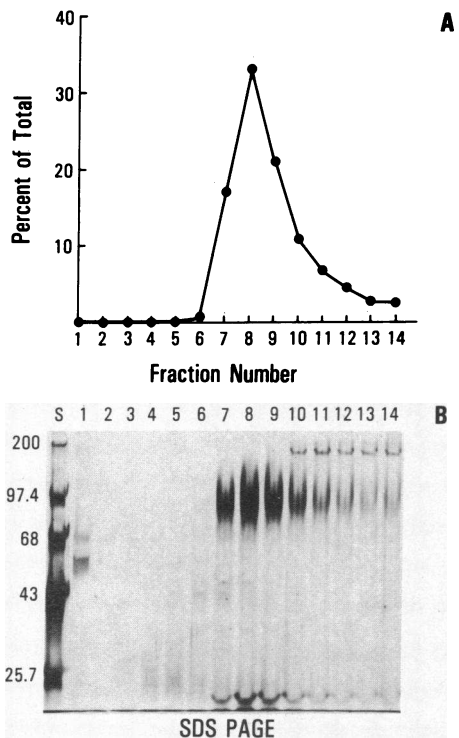 A
40
30
20
10
Percent of Total
1 2 3 4 5 6 7 8 9 10 11 12 13 14
Fraction Number
S 1 2 3 4 5 6 7 8 9 10 11 12 13 14 B
200
97.4
68
43
25.7
SDS PAGE